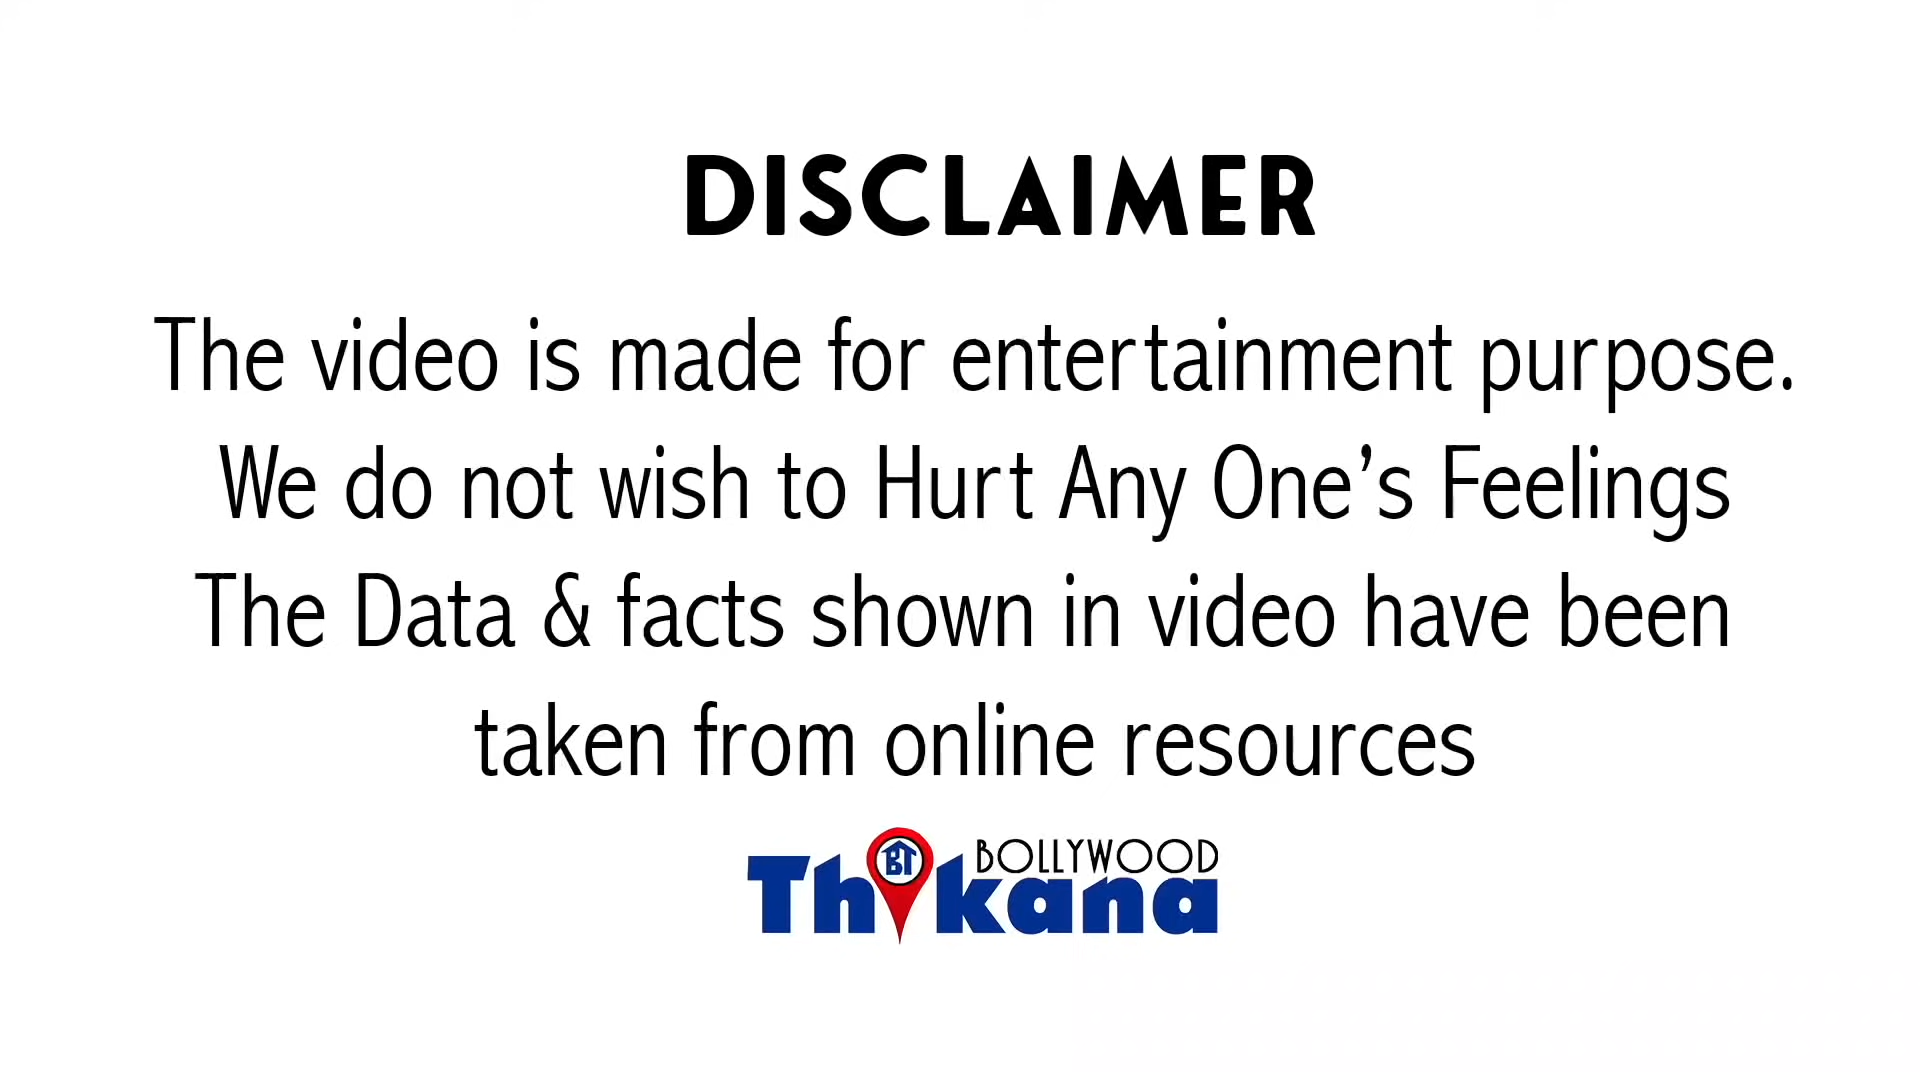 DISCLAIMER
The video is made for entertainment purpose.
We do not wish to Hurt Any One’s Feelings
The Data & facts shown in video have been
taken from online resources
BT
BOLLYWOOD
Thikana